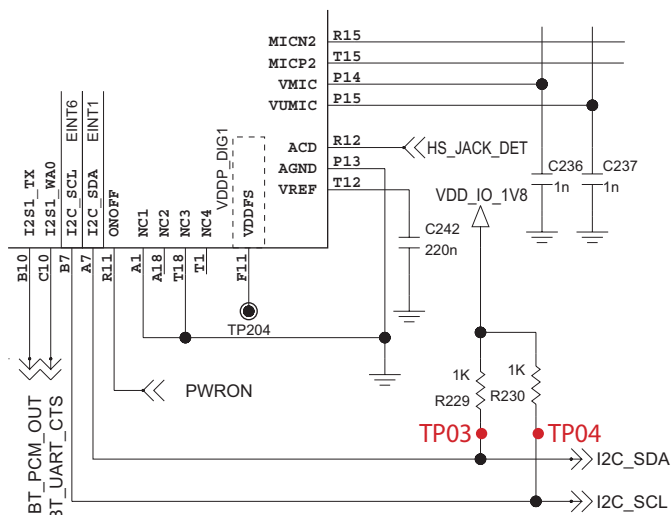 MICN2 R15
MICP2 T15
VMIC P14
VUMIC P15
ACD R12
HS_JACK_DET
AGND P13
VREF T12
EINT6
EINT1
I2S1_TX
I2S1_WA0
I2C_SCL
I2C_SDA
ONOFF
NC1
NC2
NC3
NC4
VDDP_DIG1
VDDFS
B10
C10
B7
A7
R11
A1
A18
T18
T1
F11
C236
1n
C237
1n
VDD_IO_1V8
C242
220n
TP204
PWRON
BT_PCM_OUT
BT_UART_CTS
1K
R229
1K
R230
TP03
TP04
I2C_SDA
I2C_SCL